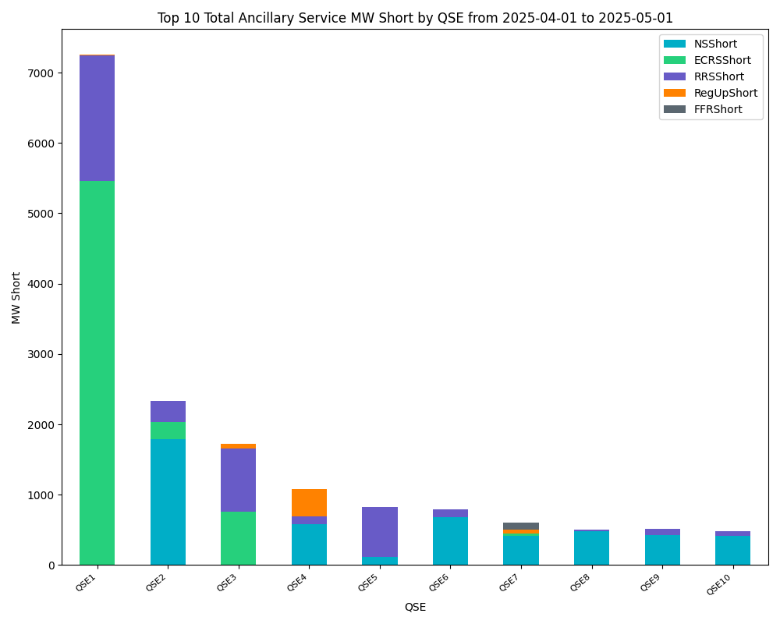 Top 10 Total Ancillary Service MW Short by QSE from 2025-04-01 to 2025-05-01
NSShort
ECRSShort
RRSShort
RegUpShort
FFRShort
MW Short
7000
6000
5000
4000
3000
2000
1000
0
QSE1
QSE2
QSE3
QSE4
QSE5
QSE6
QSE7
QSE8
QSE9
QSE10
QSE